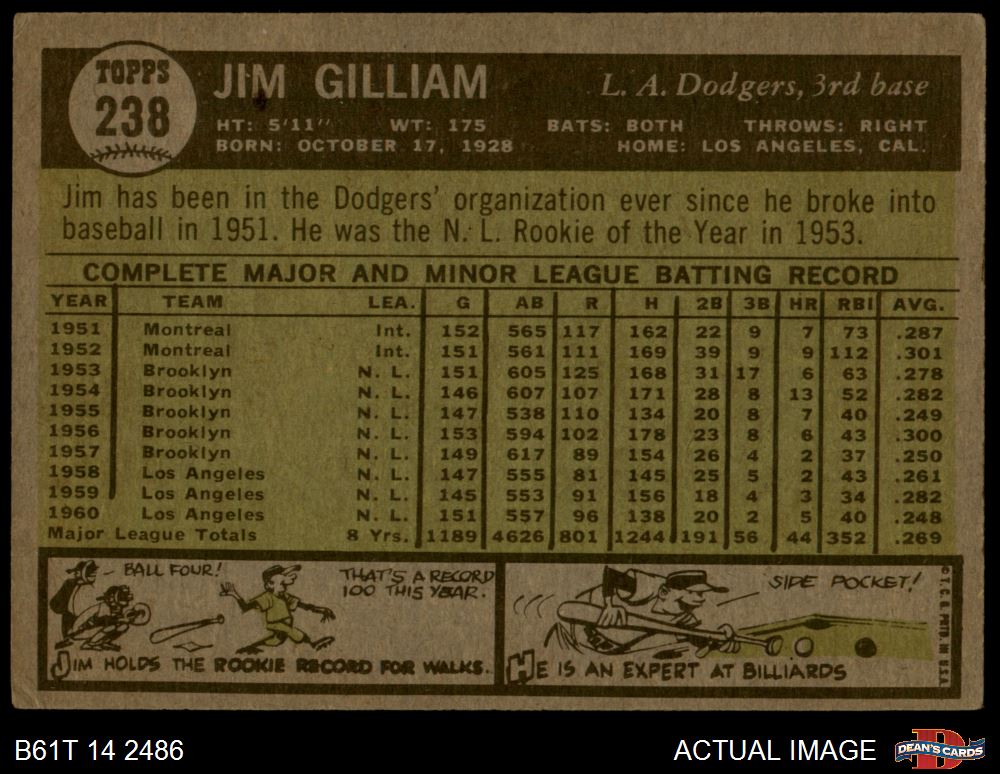 TOPPS
238
JIM GILLIAM
L. A. Dodgers, 3rd base
HT: 5'11" WT: 175 BATS: BOTH THROWS: RIGHT
BORN: OCTOBER 17, 1928 HOME: LOS ANGELES, CAL.
Jim has been in the Dodgers' organization ever since he broke into
baseball in 1951. He was the N. L. Rookie of the Year in 1953.
COMPLETE MAJOR AND MINOR LEAGUE BATTING RECORD
YEAR TEAM LEA. G AB R H 2B 3B HR RBI AVG.
1951 Montreal Int. 152 565 117 162 22 9 7 73 .287
1952 Montreal Int. 151 561 111 169 39 9 9 112 .301
1953 Brooklyn N. L. 151 605 125 168 31 17 6 63 .278
1954 Brooklyn N. L. 146 607 107 171 28 8 13 52 .282
1955 Brooklyn N. L. 147 538 110 134 20 8 7 40 .249
1956 Brooklyn N. L. 153 594 102 178 23 8 6 43 .300
1957 Brooklyn N. L. 149 617 89 154 26 4 2 37 .250
1958 Los Angeles N. L. 147 555 81 145 25 5 2 43 .261
1959 Los Angeles N. L. 145 553 91 156 18 4 3 34 .282
1960 Los Angeles N. L. 151 557 96 138 20 2 5 40 .248
Major League Totals 8 Yrs. 1189 4626 801 1244 191 56 44 352 .269
BALL FOUR!
THAT'S A RECORD
100 THIS YEAR.
JIM HOLDS THE ROOKIE RECORD FOR WALKS.
SIDE POCKET!
HE IS AN EXPERT AT BILLIARDS
© T. C. G. PRTD. IN U.S.A.
B61T 14 2486
ACTUAL IMAGE
DEAN'S CARDS